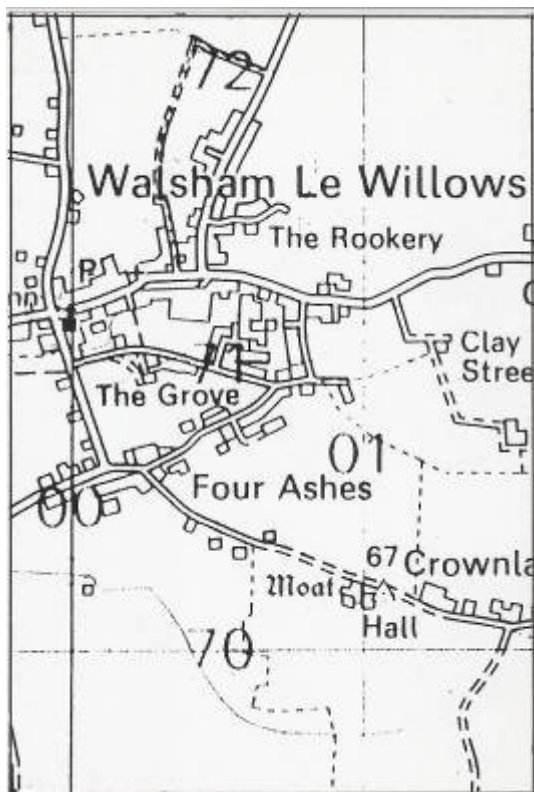 72
Walsham Le Willows
The Rookery
P
Clay
Stree
71
The Grove
01
Four Ashes
00
67 Crownla
Moat
Hall
70